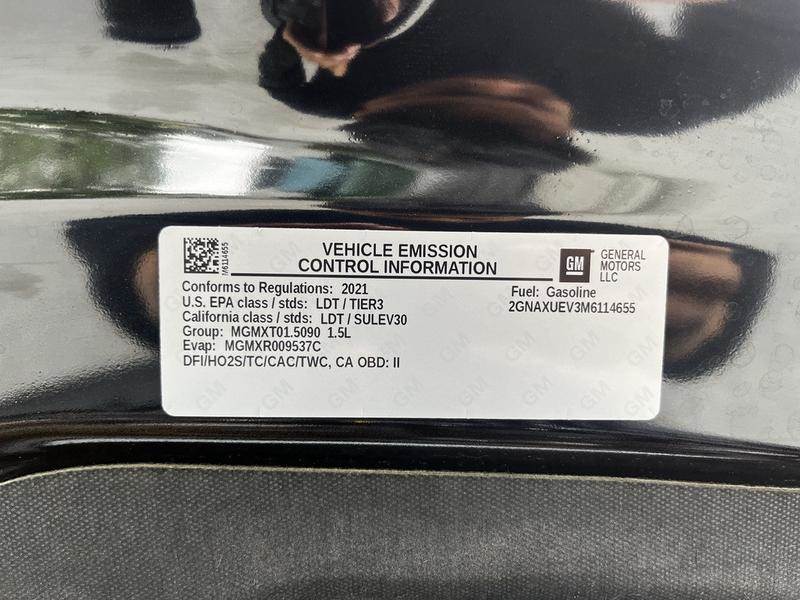 M6114655
VEHICLE EMISSION
CONTROL INFORMATION
GM
GENERAL
MOTORS
LLC
Conforms to Regulations: 2021
U.S. EPA class / stds: LDT / TIER3
California class / stds: LDT / SULEV30
Group: MGMXT01.5090 1.5L
Evap: MGMXR009537C
DFI/HO2S/TC/CAC/TWC, CA OBD: II
Fuel: Gasoline
2GNAXUEV3M6114655